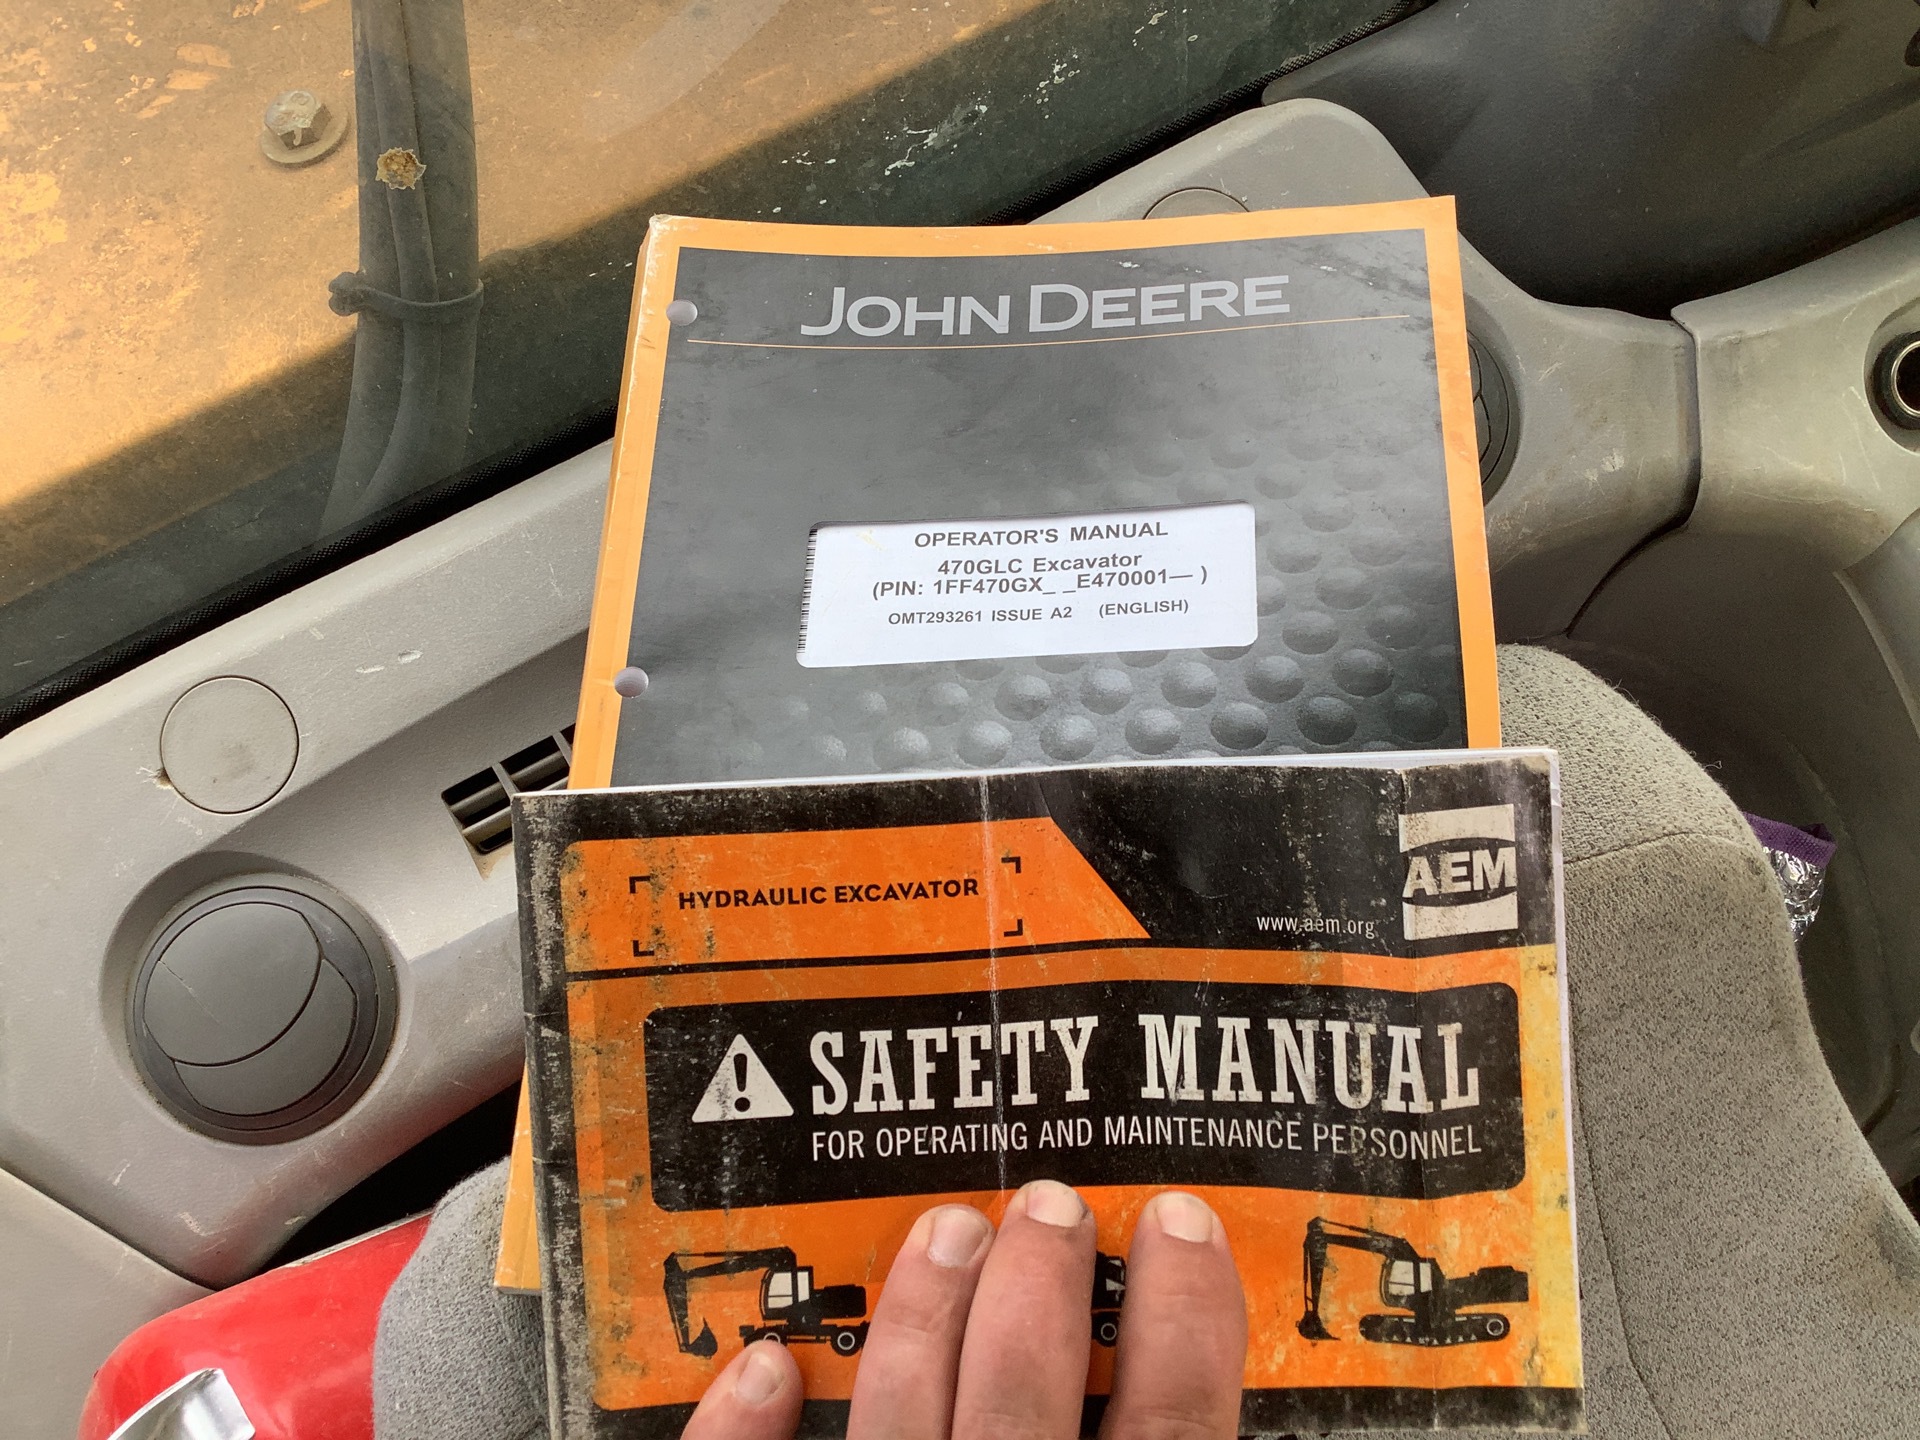 JOHN DEERE
OPERATOR'S MANUAL
470GLC Excavator
(PIN: 1FF470GX_ _E470001— )
OMT293261 ISSUE A2 (ENGLISH)
HYDRAULIC EXCAVATOR
AEM
www.aem.org
SAFETY MANUAL
FOR OPERATING AND MAINTENANCE PERSONNEL